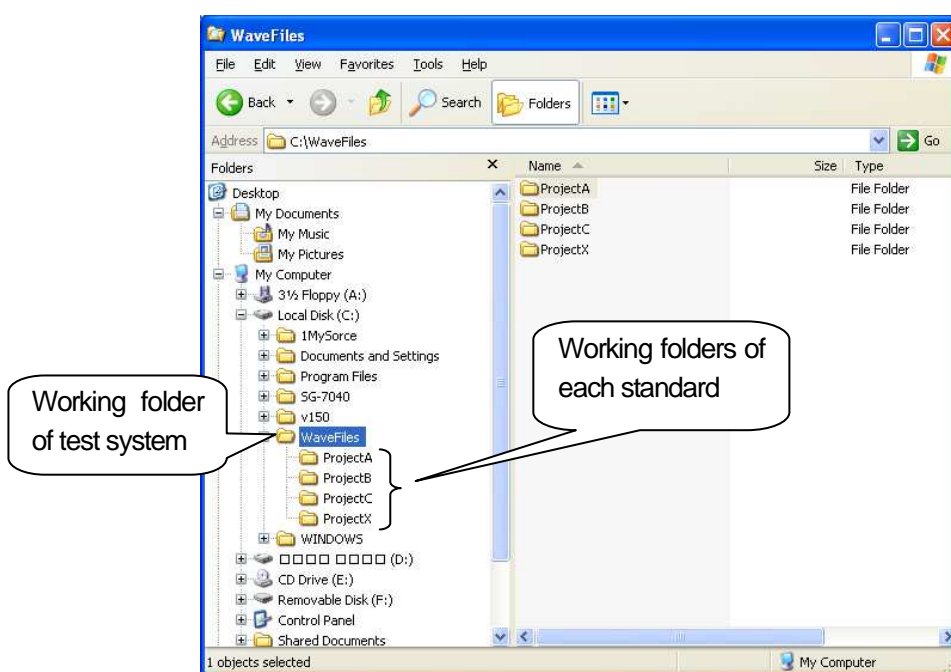 WaveFiles
File Edit View Favorites Tools Help
Back Search Folders
Address C:\WaveFiles Go
Folders
Name Size Type
Desktop
My Documents
My Music
My Pictures
My Computer
3½ Floppy (A:)
Local Disk (C:)
1MySorce
Documents and Settings
Program Files
SG-7040
v150
WaveFiles
ProjectA
ProjectB
ProjectC
ProjectX
WINDOWS
□□□□ □□□□ (D:)
CD Drive (E:)
Removable Disk (F:)
Control Panel
Shared Documents
ProjectA File Folder
ProjectB File Folder
ProjectC File Folder
ProjectX File Folder
Working folder
of test system
Working folders of
each standard
1 objects selected My Computer